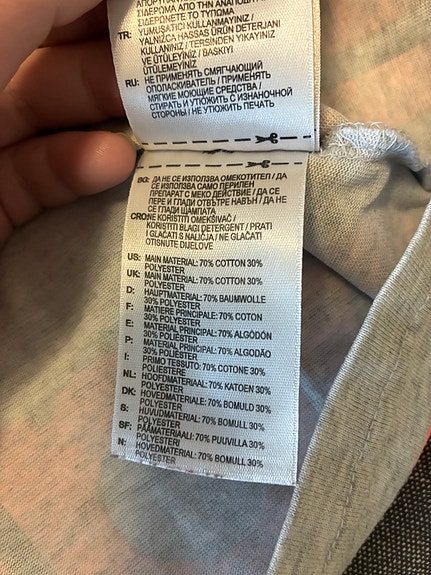 ΑΠΟΡΡΥΠΑΝΤΙΚΟ /
ΣΙΔΕΡΩΜΑ ΑΠΟ ΤΗΝ ΑΝΑΠΟΔΗ /
ΣΙΔΕΡΩΝΕΤΕ ΤΟ ΤΥΠΩΜΑ
TR: YUMUŞATICI KULLANMAYINIZ /
YALNIZCA HASSAS ÜRÜN DETERJANI
KULLANINIZ / TERSİNDEN YIKAYINIZ
VE ÜTÜLEYİNİZ / BASKIYI
ÜTÜLEMEYİNİZ
RU: НЕ ПРИМЕНЯТЬ СМЯГЧАЮЩИЙ
ОПОЛАСКИВАТЕЛЬ / ПРИМЕНЯТЬ
МЯГКИЕ МОЮЩИЕ СРЕДСТВА /
СТИРАТЬ И УТЮЖИТЬ С ИЗНАНОЧНОЙ
СТОРОНЫ / НЕ УТЮЖИТЬ ПЕЧАТЬ
BG: ДА НЕ СЕ ИЗПОЛЗВА ОМЕКОТИТЕЛ / ДА
СЕ ИЗПОЛЗВА САМО ПЕРИЛЕН
ПРЕПАРАТ С МЕКО ДЕЙСТВИЕ / ДА СЕ
ПЕРЕ И ГЛАДИ ОТВЪТРЕ НАВЪН / ДА НЕ
СЕ ГЛАДИ ЩАМПАТА
CRO: NE KORISTITI OMEKŠIVAČ /
KORISTITI BLAGI DETERGENT / PRATI
I GLAČATI S NALIČJA / NE GLAČATI
OTISNUTE DIJELOVE
US: MAIN MATERIAL: 70% COTTON 30%
POLYESTER
UK: MAIN MATERIAL: 70% COTTON 30%
POLYESTER
D: HAUPTMATERIAL: 70% BAUMWOLLE
30% POLYESTER
F: MATIERE PRINCIPALE: 70% COTON
30% POLYESTER
E: MATERIAL PRINCIPAL: 70% ALGODÓN
30% POLIÉSTER
P: MATERIAL PRINCIPAL: 70% ALGODÃO
30% POLIÉSTER
I: PRIMO TESSUTO: 70% COTONE 30%
POLIESTERE
NL: HOOFDMATERIAAL: 70% KATOEN 30%
POLYESTER
DK: HOVEDMATERIALE: 70% BOMULD 30%
POLYESTER
S: HUVUDMATERIAL: 70% BOMULL 30%
POLYESTER
SF: PÄÄMATERIAALI: 70% PUUVILLA 30%
POLYESTERI
N: HOVEDMATERIAL: 70% BOMULL 30%
POLYESTER